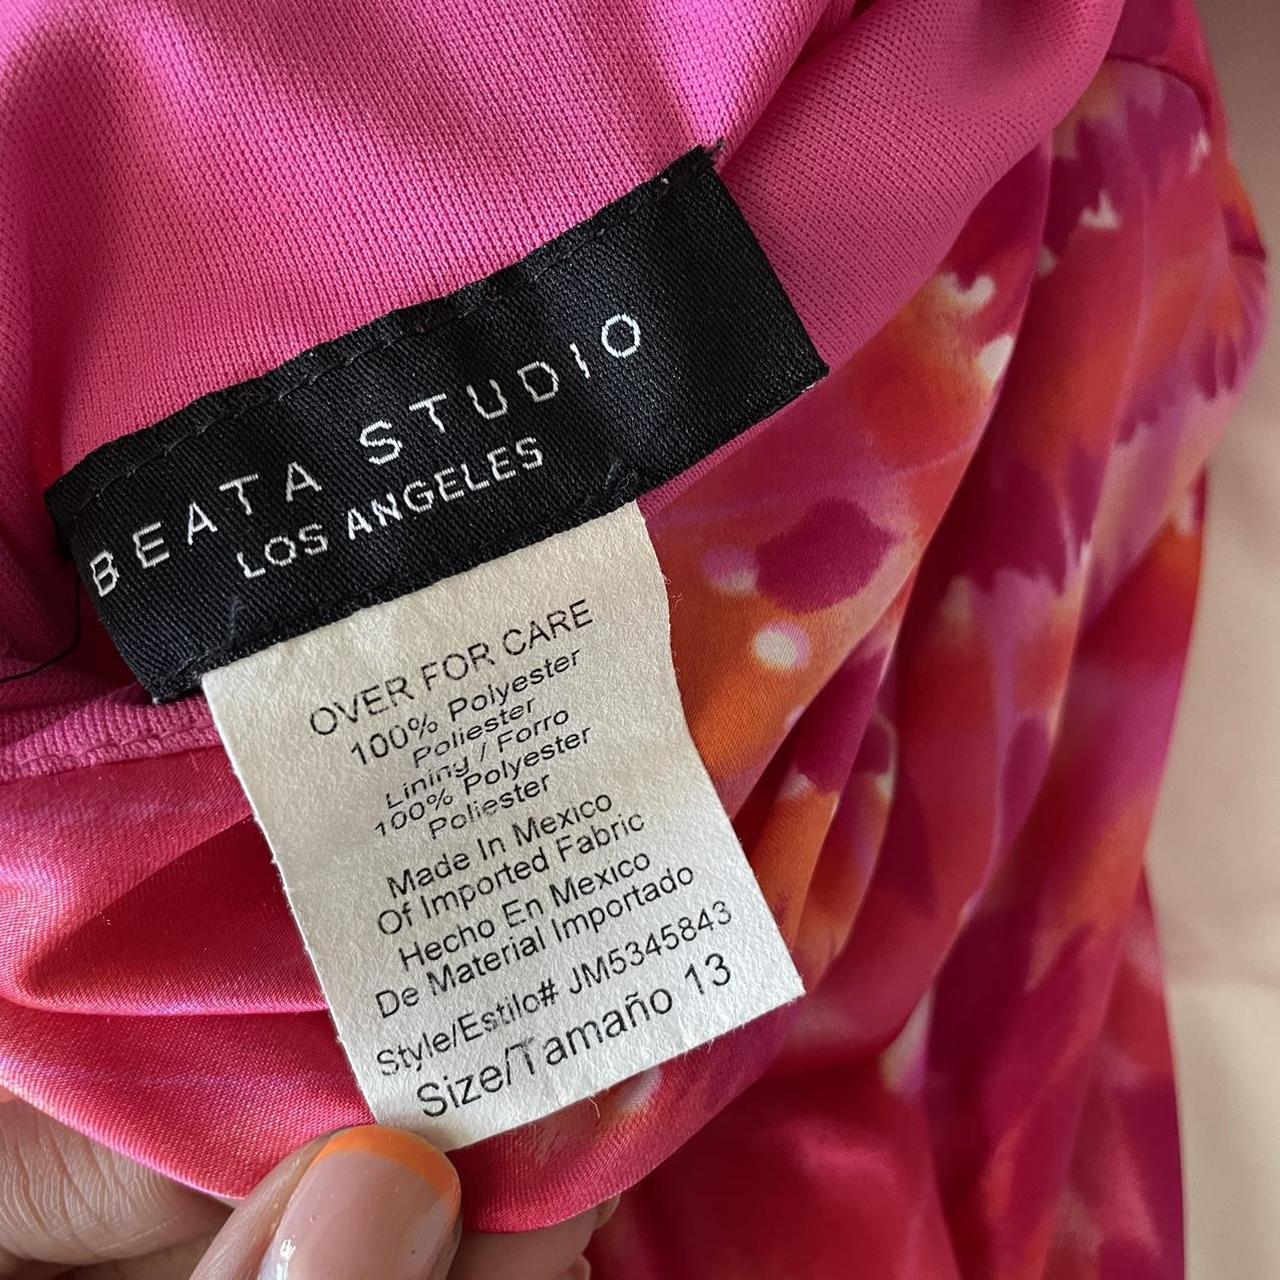 BEATA STUDIO
LOS ANGELES
OVER FOR CARE
100% Polyester
Poliester
Lining / Forro
100% Polyester
Poliester
Made In Mexico
Of Imported Fabric
Hecho En Mexico
De Material Importado
Style/Estilo# JM5345843
Size/Tamaño 13